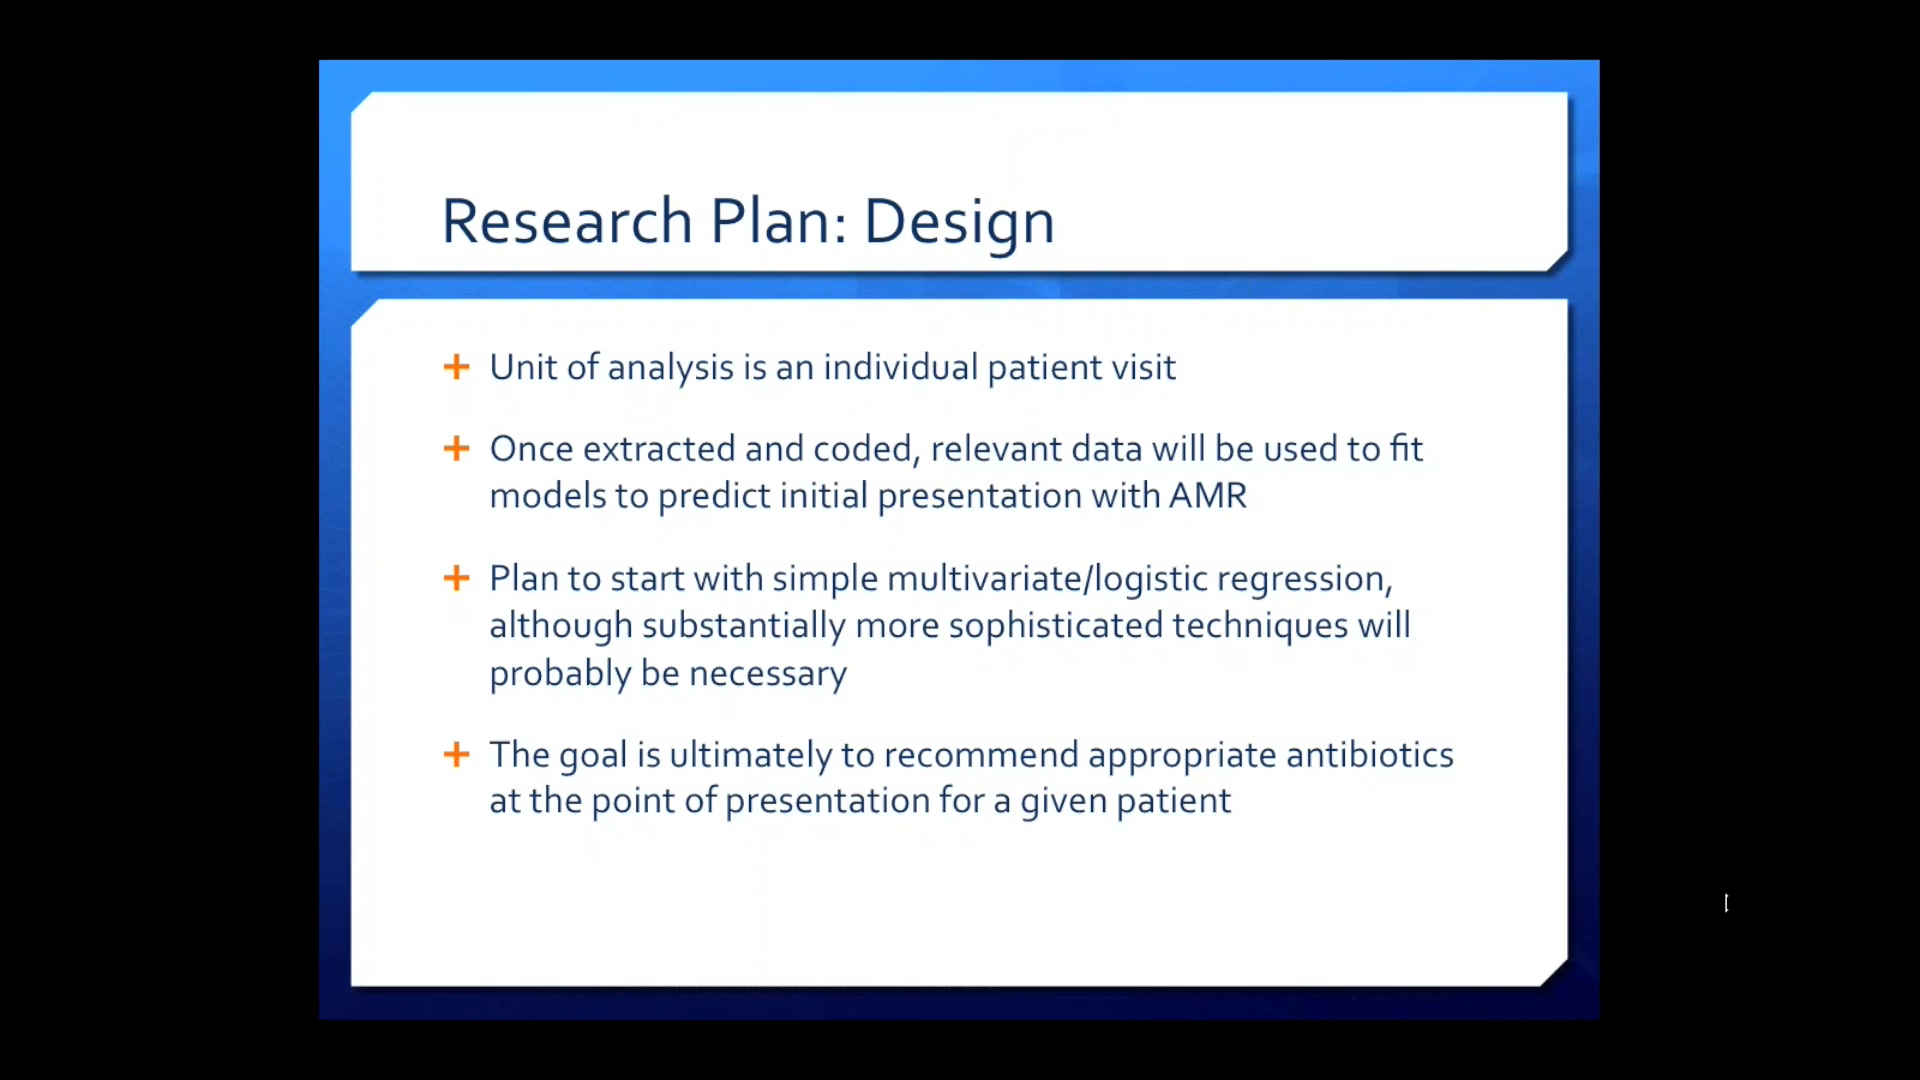 Research Plan: Design
Unit of analysis is an individual patient visit
Once extracted and coded, relevant data will be used to fit
models to predict initial presentation with AMR
Plan to start with simple multivariate/logistic regression,
although substantially more sophisticated techniques will
probably be necessary
The goal is ultimately to recommend appropriate antibiotics
at the point of presentation for a given patient